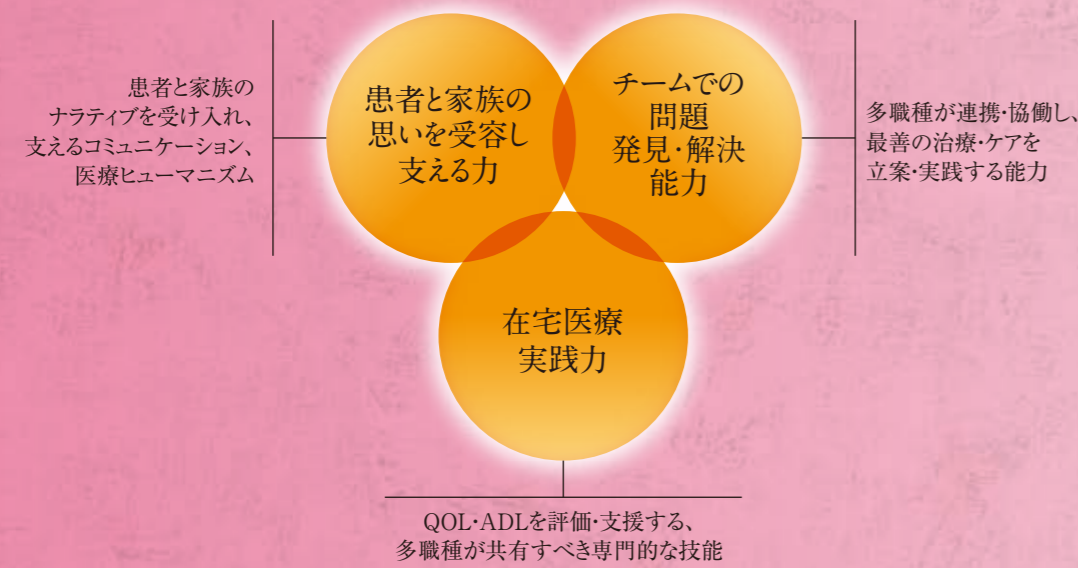 患者と家族の
ナラティブを受け入れ、
支えるコミュニケーション、
医療ヒューマニズム
患者と家族の
思いを受容し
支える力
チームでの
問題
発見・解決
能力
多職種が連携・協働し、
最善の治療・ケアを
立案・実践する能力
在宅医療
実践力
QOL・ADLを評価・支援する、
多職種が共有すべき専門的な技能